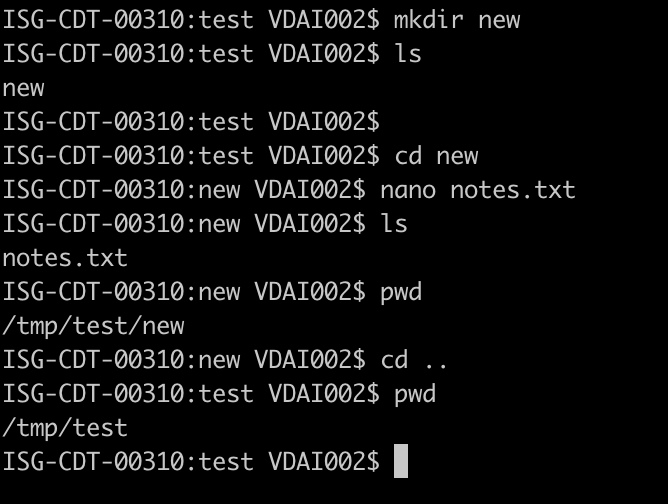 ISG-CDT-00310:test VDAI002$ mkdir new
ISG-CDT-00310:test VDAI002$ ls
new
ISG-CDT-00310:test VDAI002$
ISG-CDT-00310:test VDAI002$ cd new
ISG-CDT-00310:new VDAI002$ nano notes.txt
ISG-CDT-00310:new VDAI002$ ls
notes.txt
ISG-CDT-00310:new VDAI002$ pwd
/tmp/test/new
ISG-CDT-00310:new VDAI002$ cd ..
ISG-CDT-00310:test VDAI002$ pwd
/tmp/test
ISG-CDT-00310:test VDAI002$